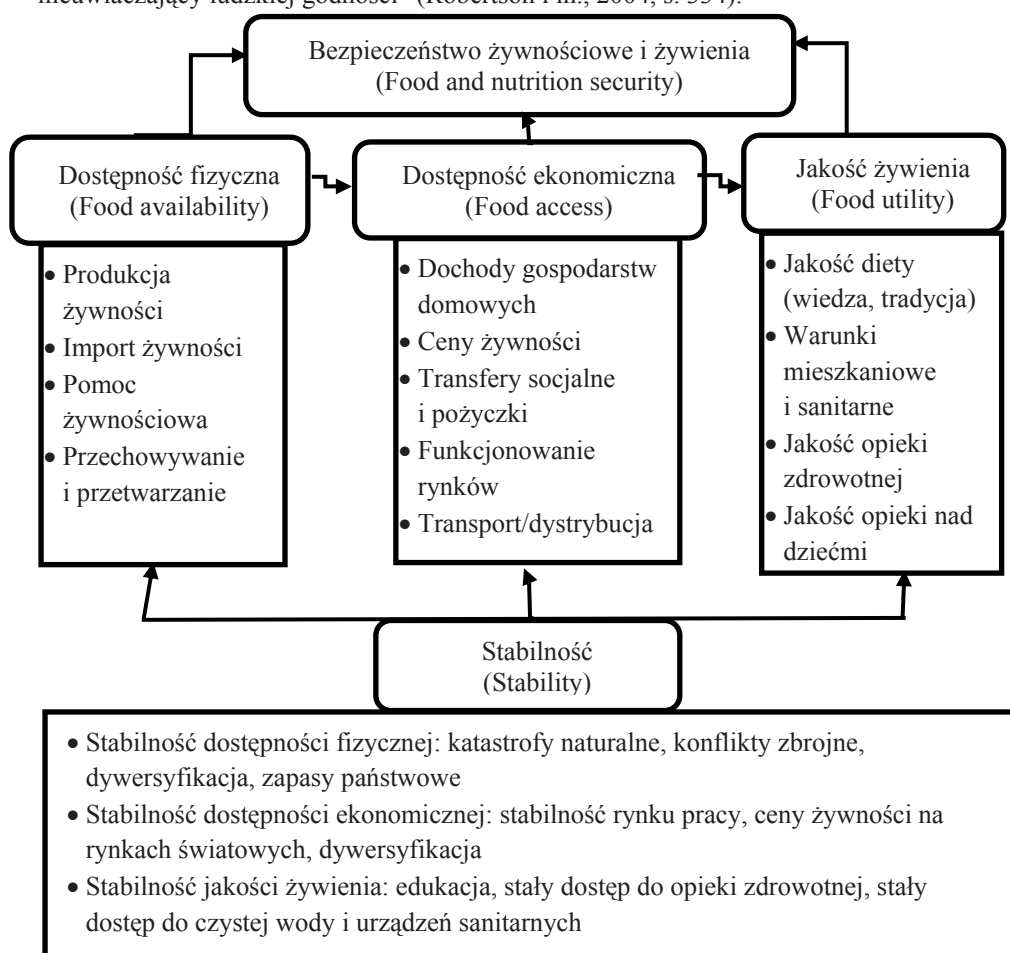 (Robertson i in., 2004, s. 334).
Bezpieczeństwo żywnościowe i żywienia
(Food and nutrition security)
Dostępność fizyczna
(Food availability)
• Produkcja
żywności
• Import żywności
• Pomoc
żywnościowa
• Przechowywanie
i przetwarzanie
Dostępność ekonomiczna
(Food access)
• Dochody gospodarstw
domowych
• Ceny żywności
• Transfery socjalne
i pożyczki
• Funkcjonowanie
rynków
• Transport/dystrybucja
Jakość żywienia
(Food utility)
• Jakość diety
(wiedza, tradycja)
• Warunki
mieszkaniowe
i sanitarne
• Jakość opieki
zdrowotnej
• Jakość opieki nad
dziećmi
Stabilność
(Stability)
• Stabilność dostępności fizycznej: katastrofy naturalne, konflikty zbrojne,
dywersyfikacja, zapasy państwowe
• Stabilność dostępności ekonomicznej: stabilność rynku pracy, ceny żywności na
rynkach światowych, dywersyfikacja
• Stabilność jakości żywienia: edukacja, stały dostęp do opieki zdrowotnej, stały
dostęp do czystej wody i urządzeń sanitarnych